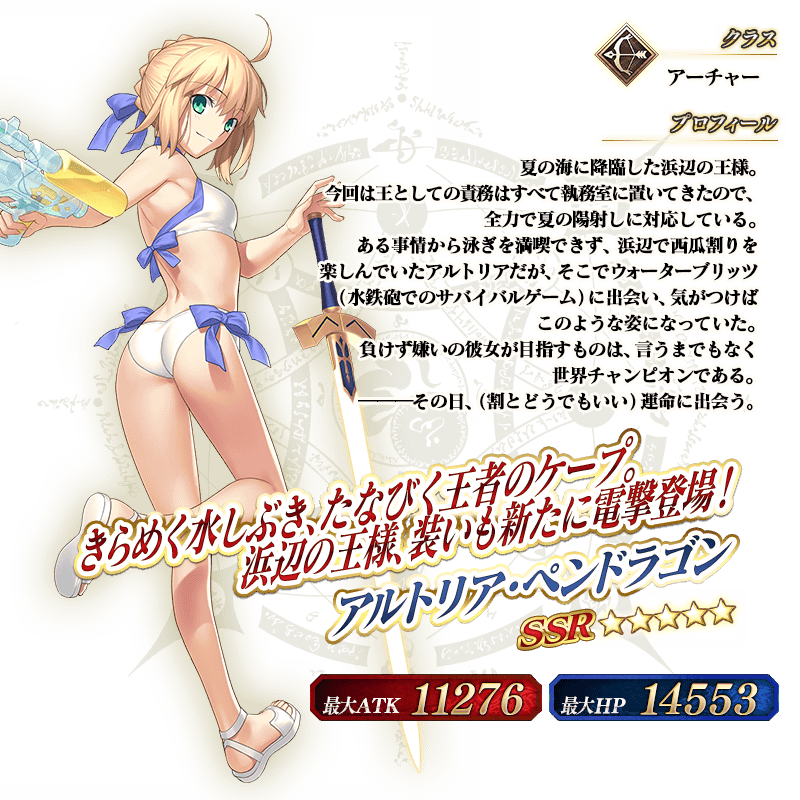 クラス
アーチャー
プロフィール
夏の海に降臨した浜辺の王様。
今回は王としての責務はすべて執務室に置いてきたので、
全力で夏の陽射しに対応している。
ある事情から泳ぎを満喫できず、浜辺で西瓜割りを
楽しんでいたアルトリアだが、そこでウォーターブリッツ
（水鉄砲でのサバイバルゲーム）に出会い、気がつけば
このような姿になっていた。
負けず嫌いの彼女が目指すものは、言うまでもなく
世界チャンピオンである。
―――その日、（割とどうでもいい）運命に出会う。
きらめく水しぶき、たなびく王者のケープ。
浜辺の王様、装いも新たに電撃登場！
アルトリア・ペンドラゴン
SSR ★★★★★
最大ATK 11276
最大HP 14553